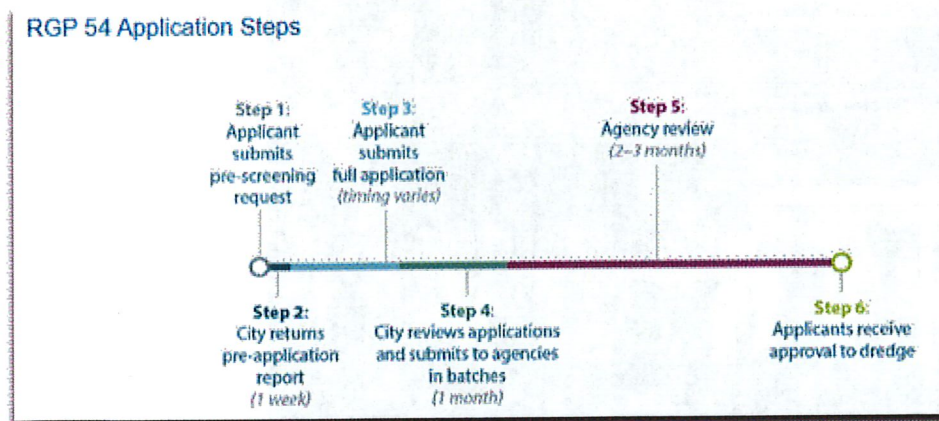 RGP 54 Application Steps
Step 1:
Applicant
submits
pre-screening
request
Step 2:
City returns
pre-application
report
(1 week)
Step 3:
Applicant
submits
full application
(timing varies)
Step 4:
City reviews applications
and submits to agencies
in batches
(1 month)
Step 5:
Agency review
(2–3 months)
Step 6:
Applicants receive
approval to dredge